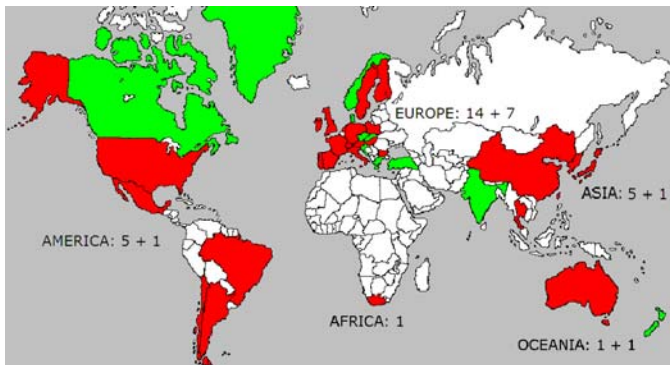 EUROPE: 14 + 7
ASIA: 5 + 1
AMERICA: 5 + 1
AFRICA: 1
OCEANIA: 1 + 1